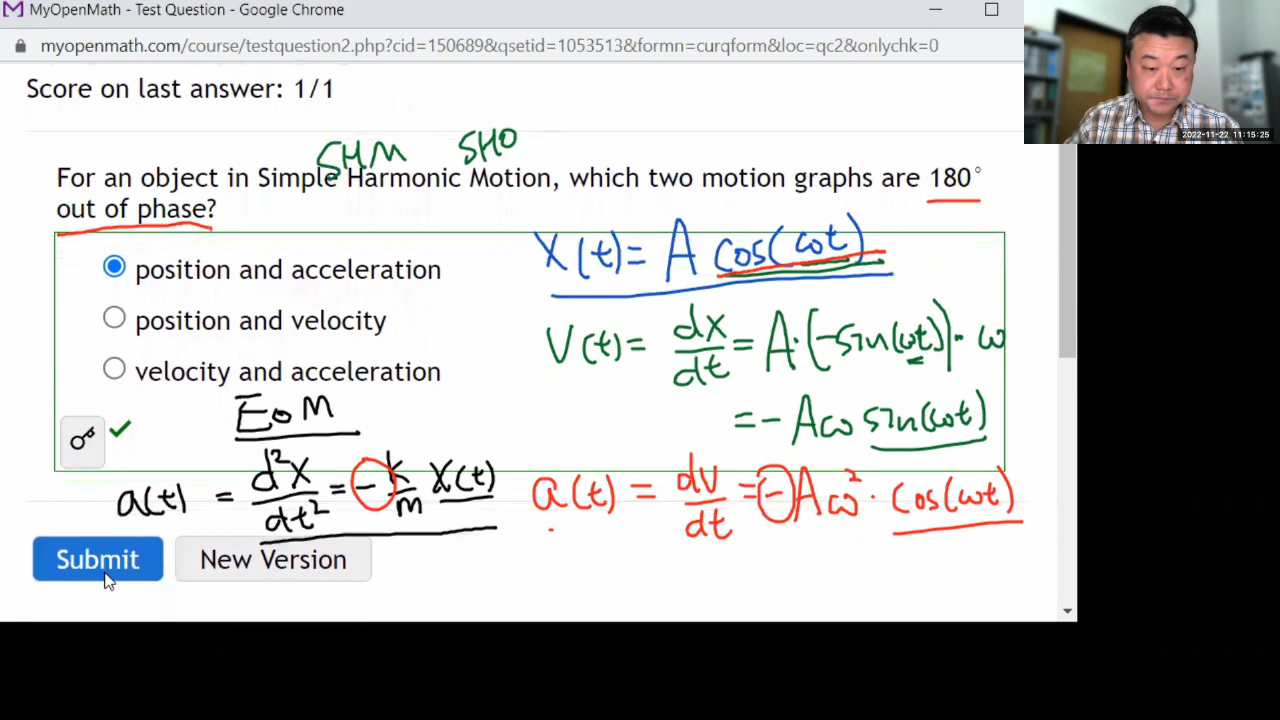 MyOpenMath - Test Question - Google Chrome
myopenmath.com/course/testquestion2.php?cid=150689&qsetid=1053513&formn=curqform&loc=qc2&onlychk=0
2022-11-22 11:15:25
Score on last answer: 1/1
SHM SHO
For an object in Simple Harmonic Motion, which two motion graphs are 180°
out of phase?
X(t) = A cos(ωt)
position and acceleration
position and velocity
V(t) = dx/dt = A·(-sin(ωt))·ω
velocity and acceleration
EoM
= -Aω sin(ωt)
a(t) = d²x/dt² = -k/m x(t)
a(t) = dv/dt = -Aω²·cos(ωt)
Submit
New Version